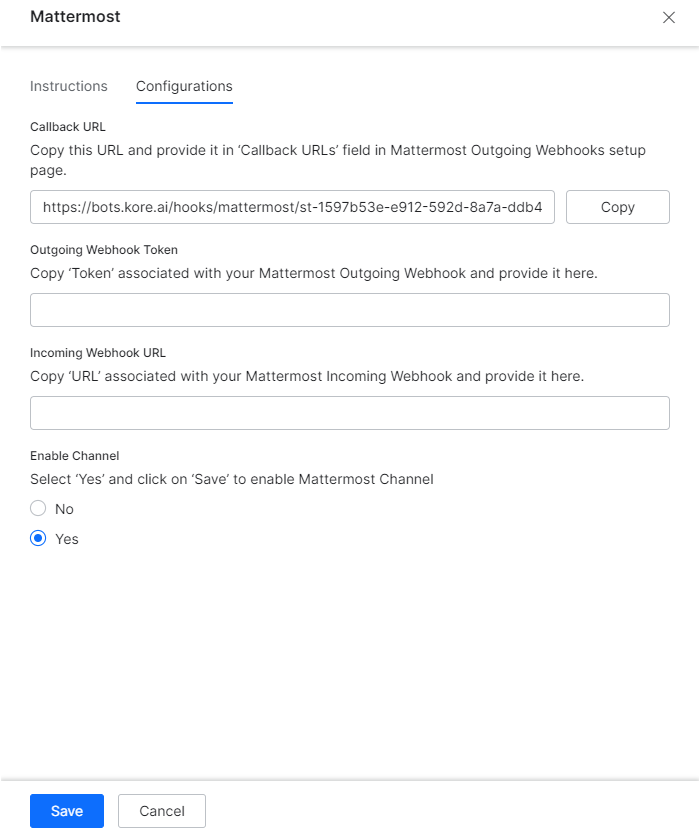 Mattermost
Instructions Configurations
Callback URL
Copy this URL and provide it in ‘Callback URLs’ field in Mattermost Outgoing Webhooks setup
page.
https://bots.kore.ai/hooks/mattermost/st-1597b53e-e912-592d-8a7a-ddb4 Copy
Outgoing Webhook Token
Copy ‘Token’ associated with your Mattermost Outgoing Webhook and provide it here.
Incoming Webhook URL
Copy ‘URL’ associated with your Mattermost Incoming Webhook and provide it here.
Enable Channel
Select ‘Yes’ and click on ‘Save’ to enable Mattermost Channel
No
Yes
Save Cancel